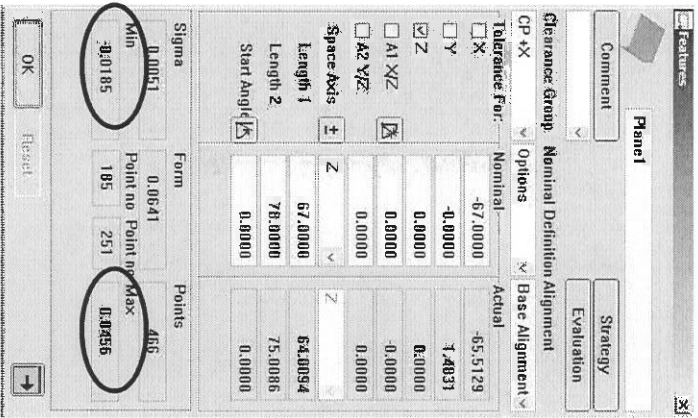 Features
Plane1
Comment
Strategy
Evaluation
Clearance Group
Nominal Definition
Alignment
CP +X
Options
Base Alignment
Tolerance For:
Nominal
Actual
X
-67.0000
-65.5129
Y
-0.0000
1.4831
Z
0.0000
0.0000
A1 X/Z
0.0000
-0.0000
A2 Y/Z
0.0000
0.0000
Space Axis
±
Z
Z
Length 1
67.0000
64.0094
Length 2
78.0000
75.0086
Start Angle
0.0000
0.0000
Sigma
Form
Points
0.0051
0.0641
466
Min
Point no
Point no
Max
-0.0185
185
251
0.0456
OK
Reset